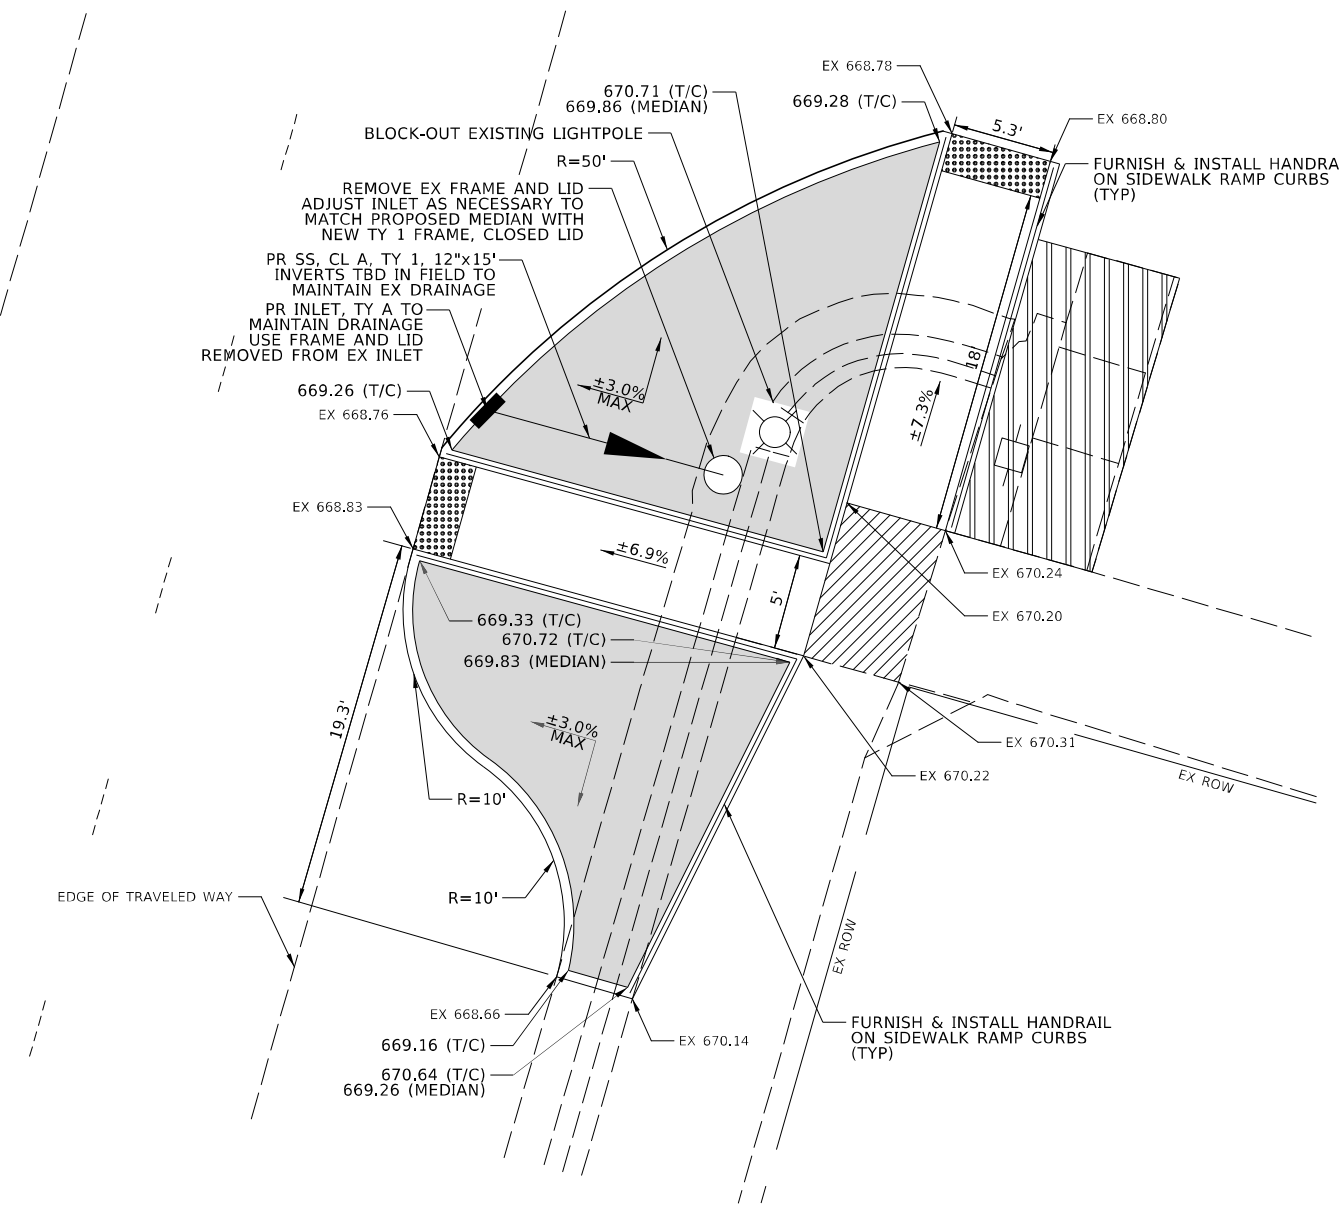 EX 668.78
670.71 (T/C)
669.86 (MEDIAN)
669.28 (T/C)
5.3'
EX 668.80
BLOCK-OUT EXISTING LIGHTPOLE
R=50'
FURNISH & INSTALL HANDRA
ON SIDEWALK RAMP CURBS
(TYP)
REMOVE EX FRAME AND LID
ADJUST INLET AS NECESSARY TO
MATCH PROPOSED MEDIAN WITH
NEW TY 1 FRAME, CLOSED LID
PR SS, CL A, TY 1, 12"x15'
INVERTS TBD IN FIELD TO
MAINTAIN EX DRAINAGE
PR INLET, TY A TO
MAINTAIN DRAINAGE
USE FRAME AND LID
REMOVED FROM EX INLET
18'
669.26 (T/C)
±3.0%
MAX
±7.3%
EX 668.76
EX 668.83
±6.9%
EX 670.24
5'
EX 670.20
669.33 (T/C)
670.72 (T/C)
669.83 (MEDIAN)
19.3'
±3.0%
MAX
EX 670.31
EX 670.22
EX ROW
R=10'
EDGE OF TRAVELED WAY
R=10'
EX ROW
EX 668.66
669.16 (T/C)
EX 670.14
FURNISH & INSTALL HANDRAIL
ON SIDEWALK RAMP CURBS
(TYP)
670.64 (T/C)
669.26 (MEDIAN)